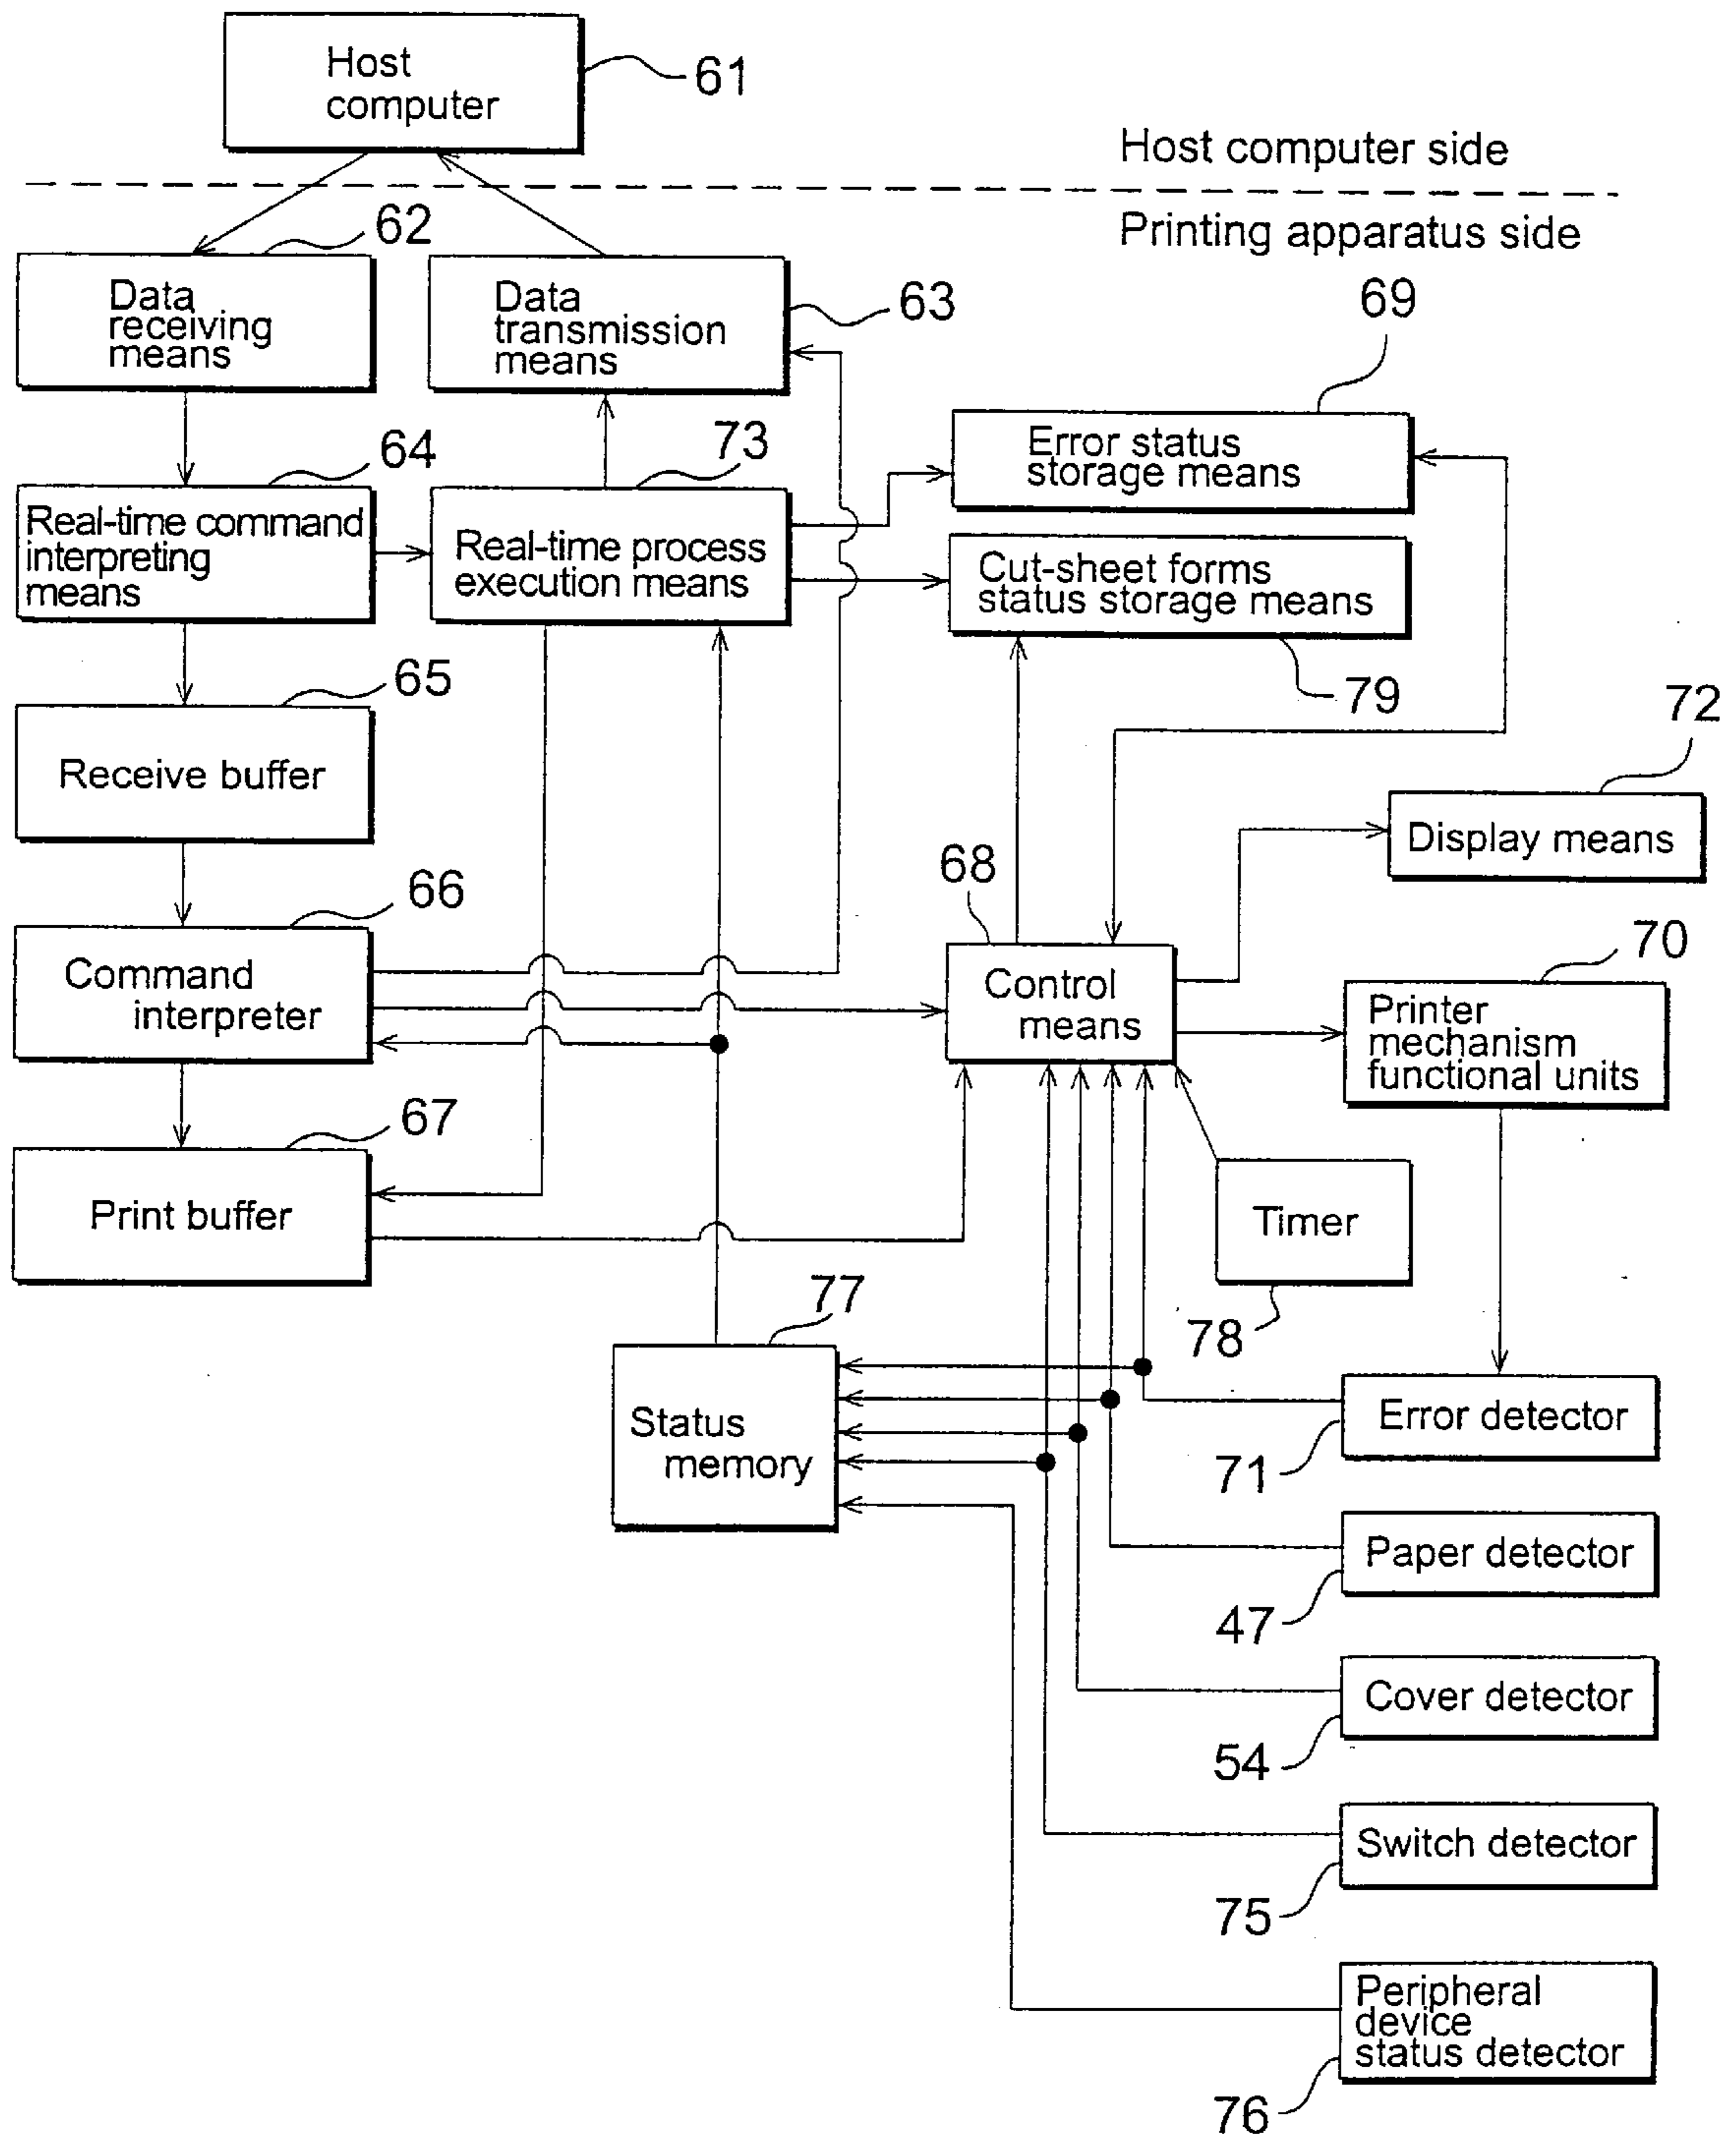 Host
computer
61
Host computer side
Printing apparatus side
62
Data
receiving
means
Data
transmission
means
63
69
64
73
Error status
storage means
Real-time command
interpreting
means
Real-time process
execution means
Cut-sheet forms
status storage means
79
65
72
Receive buffer
Display means
66
68
70
Command
interpreter
Control
means
Printer
mechanism
functional units
67
Print buffer
Timer
78
77
Status
memory
Error detector
71
Paper detector
47
Cover detector
54
Switch detector
75
Peripheral
device
status detector
76